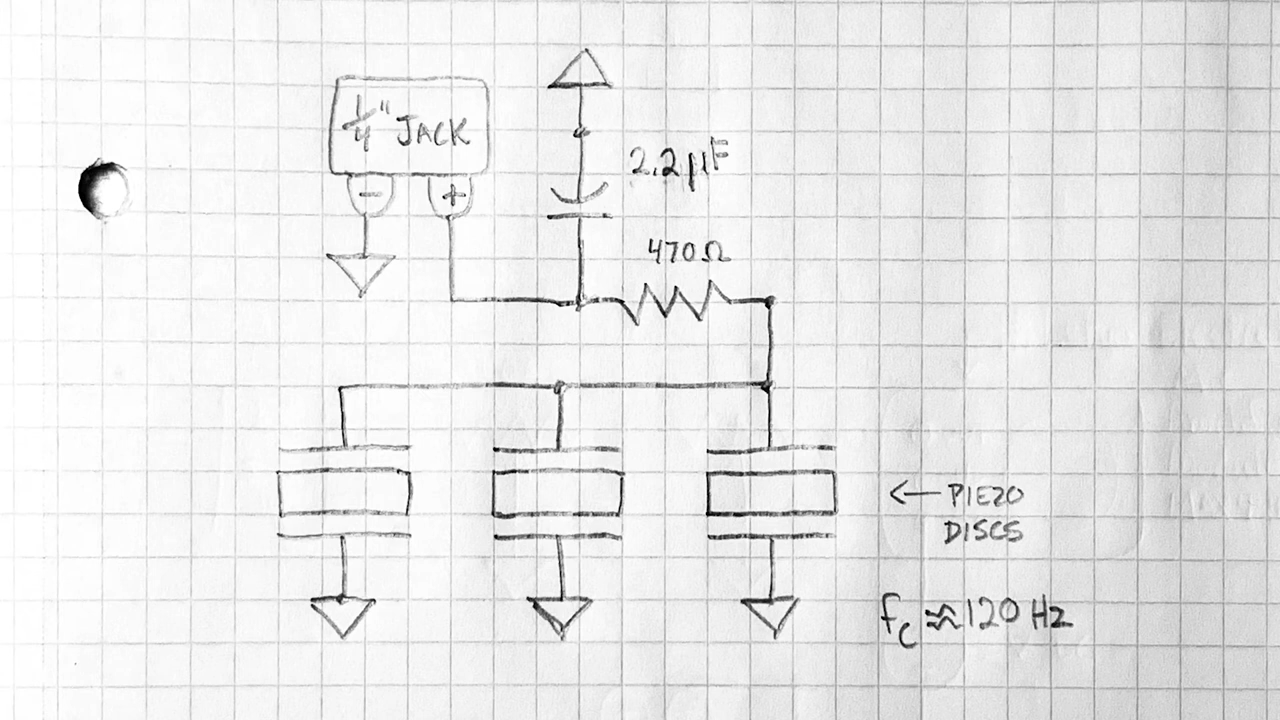 1/4" JACK
- +
2.2µF
470Ω
← PIEZO
DISCS
fc ≈ 120 Hz